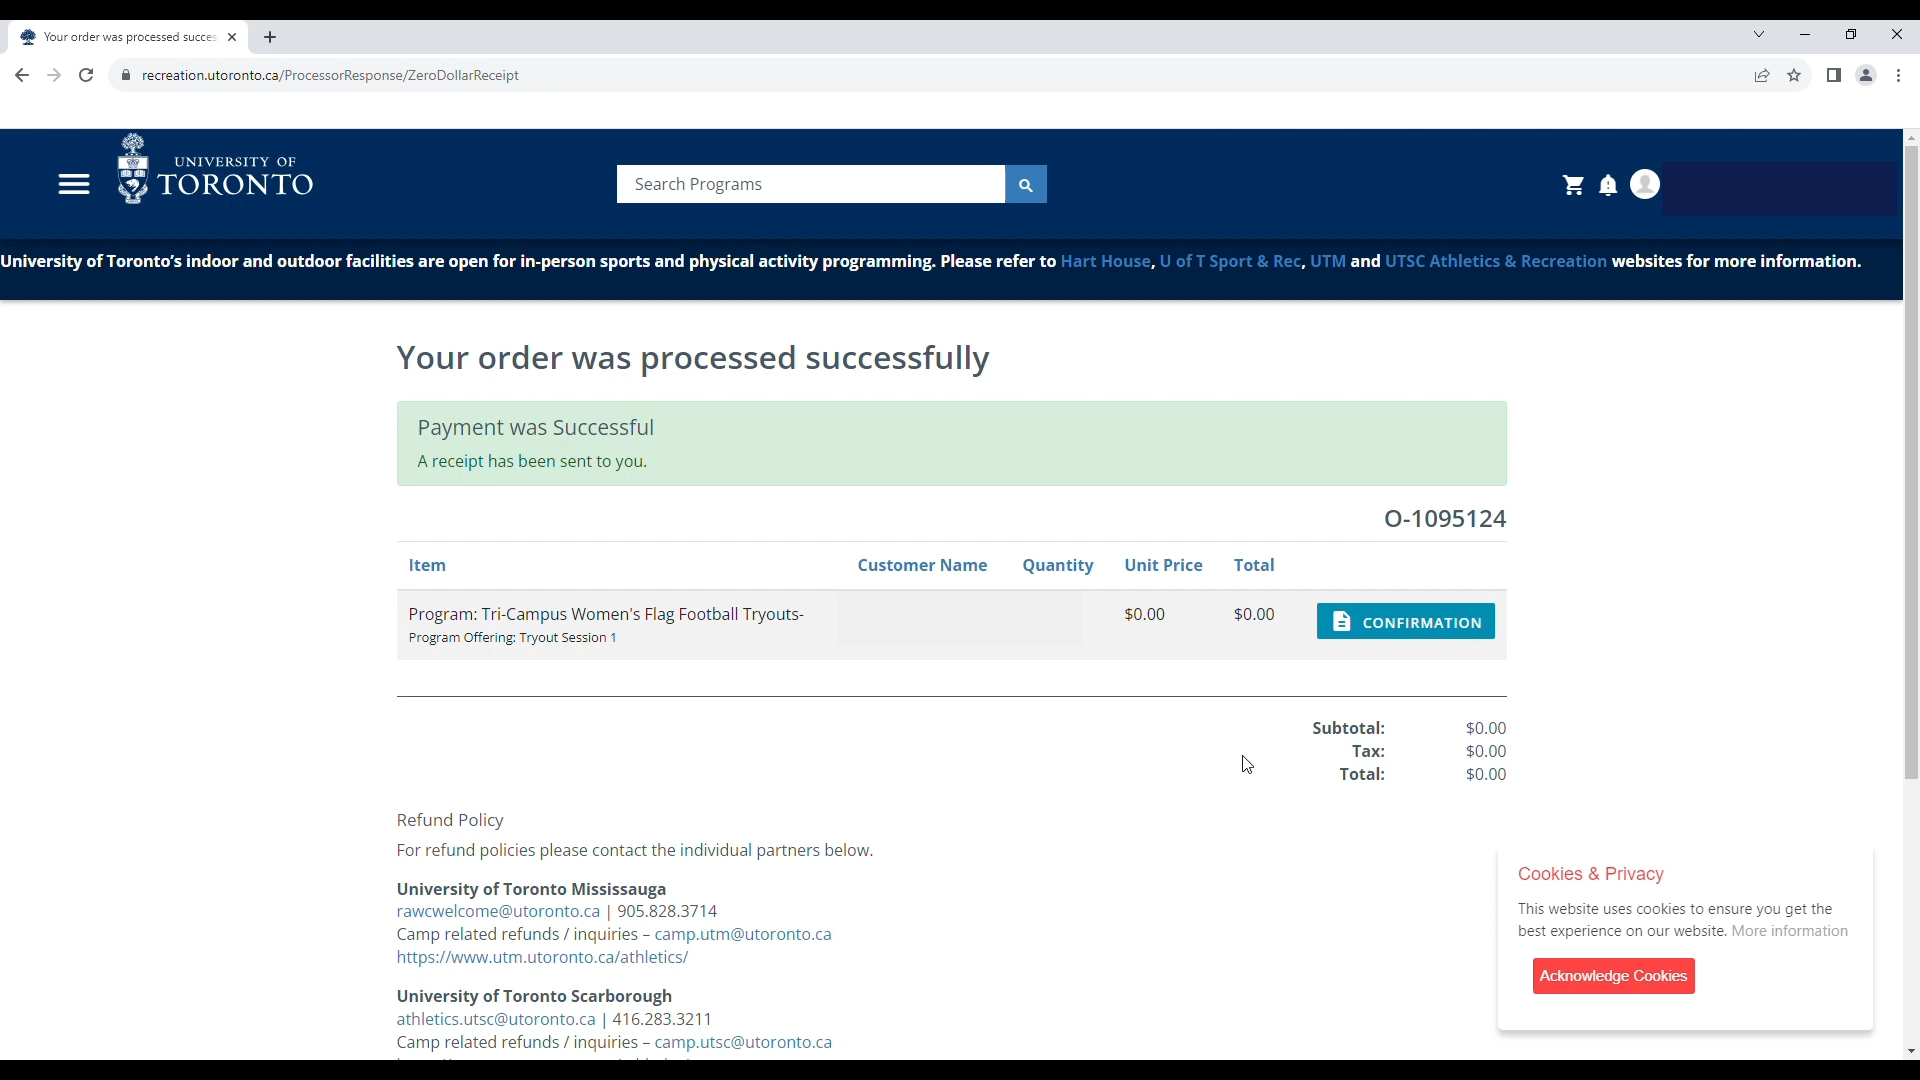 Your order was processed succes
recreation.utoronto.ca/ProcessorResponse/ZeroDollarReceipt
UNIVERSITY OF
TORONTO
Search Programs
University of Toronto's indoor and outdoor facilities are open for in-person sports and physical activity programming. Please refer to Hart House, U of T Sport & Rec, UTM and UTSC Athletics & Recreation websites for more information.
Your order was processed successfully
Payment was Successful
A receipt has been sent to you.
O-1095124
Item Customer Name Quantity Unit Price Total
Program: Tri-Campus Women's Flag Football Tryouts- $0.00 $0.00 CONFIRMATION
Program Offering: Tryout Session 1
Subtotal: $0.00
Tax: $0.00
Total: $0.00
Refund Policy
For refund policies please contact the individual partners below.
University of Toronto Mississauga
rawcwelcome@utoronto.ca | 905.828.3714
Camp related refunds / inquiries – camp.utm@utoronto.ca
https://www.utm.utoronto.ca/athletics/
University of Toronto Scarborough
athletics.utsc@utoronto.ca | 416.283.3211
Camp related refunds / inquiries – camp.utsc@utoronto.ca
Cookies & Privacy
This website uses cookies to ensure you get the
best experience on our website. More information
Acknowledge Cookies